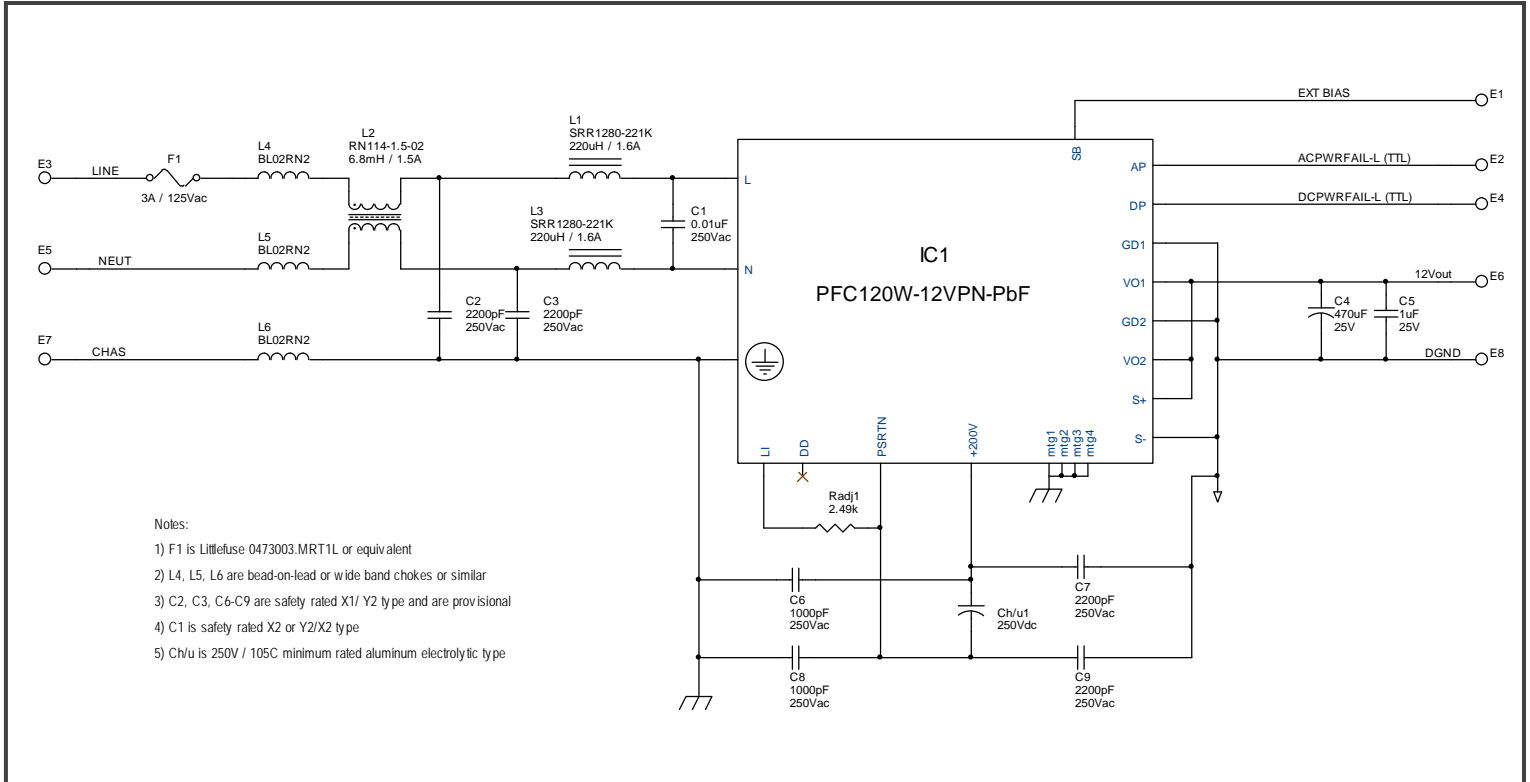 EXT BIAS
E1
L1
SRR1280-221K
220uH / 1.6A
L2
RN114-1.5-02
6.8mH / 1.5A
L4
BL02RN2
E3
LINE
F1
3A / 125Vac
SB
AP
ACPWRFAIL-L (TTL)
E2
L
DP
DCPWRFAIL-L (TTL)
E4
L3
SRR1280-221K
220uH / 1.6A
C1
0.01uF
250Vac
L5
BL02RN2
E5
NEUT
N
IC1
PFC120W-12VPN-PbF
GD1
VO1
12Vout
E6
C2
2200pF
250Vac
C3
2200pF
250Vac
C4
470uF
25V
C5
1uF
25V
GD2
L6
BL02RN2
E7
CHAS
VO2
DGND
E8
S+
S-
LI
DD
PSRTN
+200V
mtg1
mtg2
mtg3
mtg4
Radj1
2.49k
Notes:
1) F1 is Littlefuse 0473003.MRT1L or equivalent
2) L4, L5, L6 are bead-on-lead or wide band chokes or similar
3) C2, C3, C6-C9 are safety rated X1/ Y2 type and are provisional
4) C1 is safety rated X2 or Y2/X2 type
5) Ch/u is 250V / 105C minimum rated aluminum electrolytic type
C6
1000pF
250Vac
Ch/u1
250Vdc
C7
2200pF
250Vac
C8
1000pF
250Vac
C9
2200pF
250Vac